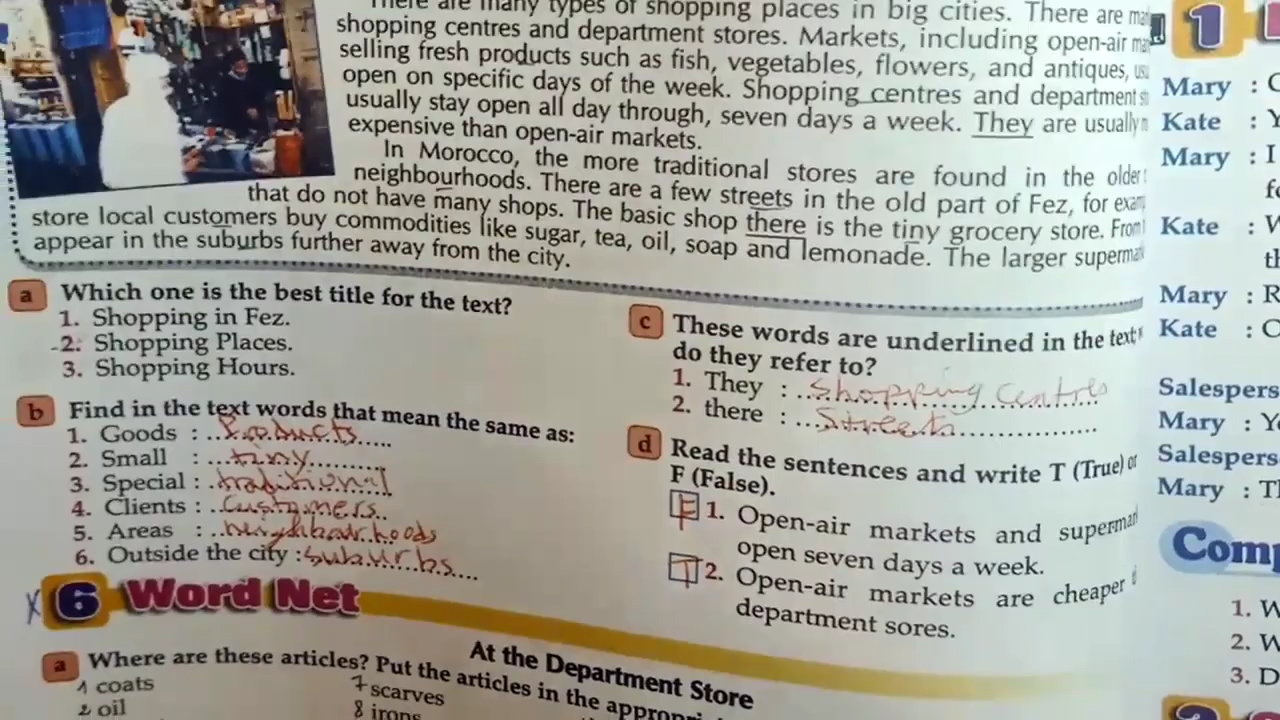 There are many types of shopping places in big cities. There are
shopping centres and department stores. Markets, including open-air
selling fresh products such as fish, vegetables, flowers, and antiques,
open on specific days of the week. Shopping centres and department
usually stay open all day through, seven days a week. They are usually
expensive than open-air markets.
In Morocco, the more traditional stores are found in the older
neighbourhoods. There are a few streets in the old part of Fez, for
that do not have many shops. The basic shop there is the tiny grocery store. From
store local customers buy commodities like sugar, tea, oil, soap and lemonade. The larger
appear in the suburbs further away from the city.
a Which one is the best title for the text?
1. Shopping in Fez.
2. Shopping Places.
3. Shopping Hours.
b Find in the text words that mean the same as:
1. Goods : Products
2. Small : tiny
3. Special : traditional
4. Clients : Customers
5. Areas : neighbourhoods
6. Outside the city : suburbs
c These words are underlined in the text
do they refer to?
1. They : Shopping Centres
2. there : Streets
d Read the sentences and write T (True) or
F (False).
F 1. Open-air markets and
open seven days a week.
T 2. Open-air markets are cheaper
department sores.
X 6 Word Net
At the Department Store
a Where are these articles? Put the articles in the
1 coats
2 oil
7 scarves
8 irons
1
Mary :
Kate :
Mary : I
Kate :
Mary :
Kate :
Mary :
Mary :
1.
2.
3.